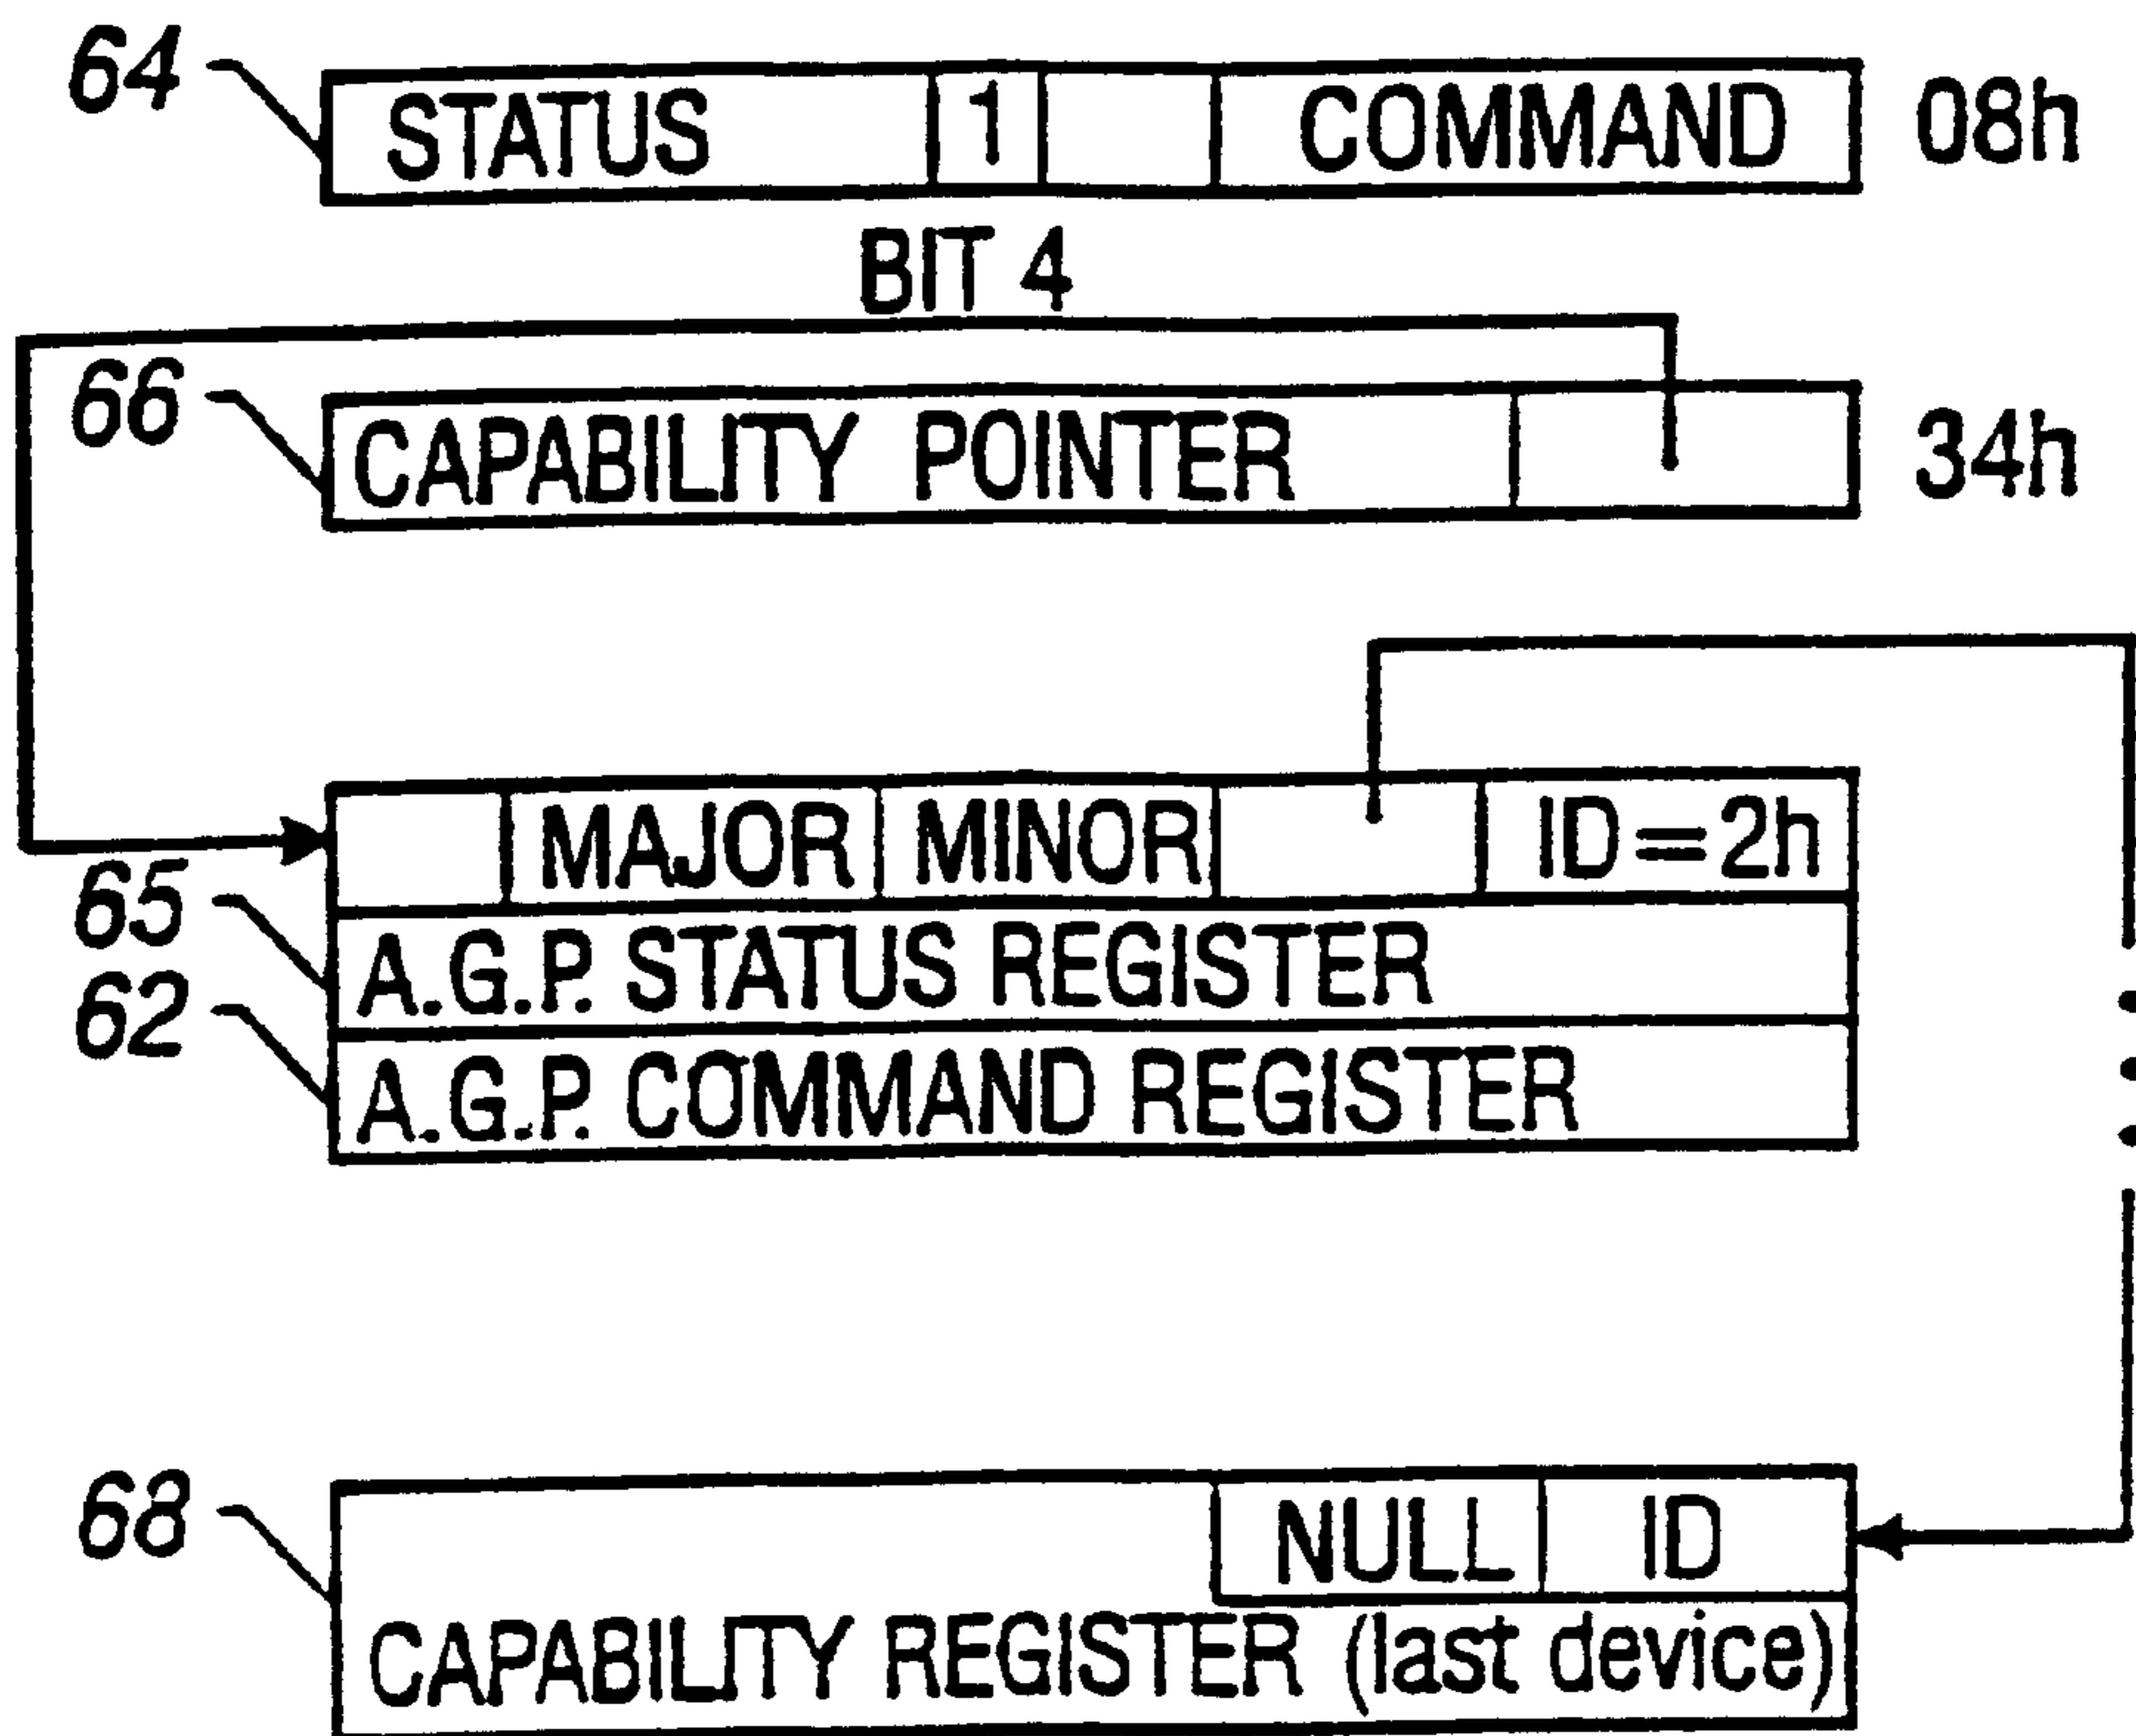 64 STATUS 1 COMMAND 08h
BIT 4
66 CAPABILITY POINTER 34h
MAJOR MINOR ID=2h
65 A.G.P. STATUS REGISTER
62 A.G.P. COMMAND REGISTER
68 NULL ID
CAPABILITY REGISTER (last device)